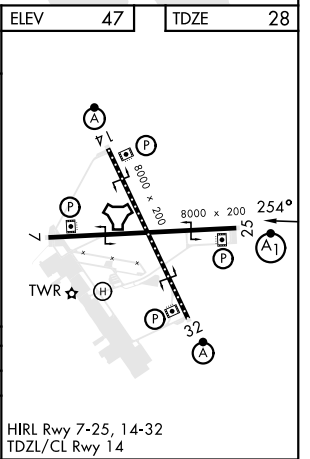 ELEV 47
TDZE 28
A
14
P
8000 x 200
P
8000 x 200
254°
7
25
A1
P
TWR
H
P
32
A
HIRL Rwy 7-25, 14-32
TDZL/CL Rwy 14